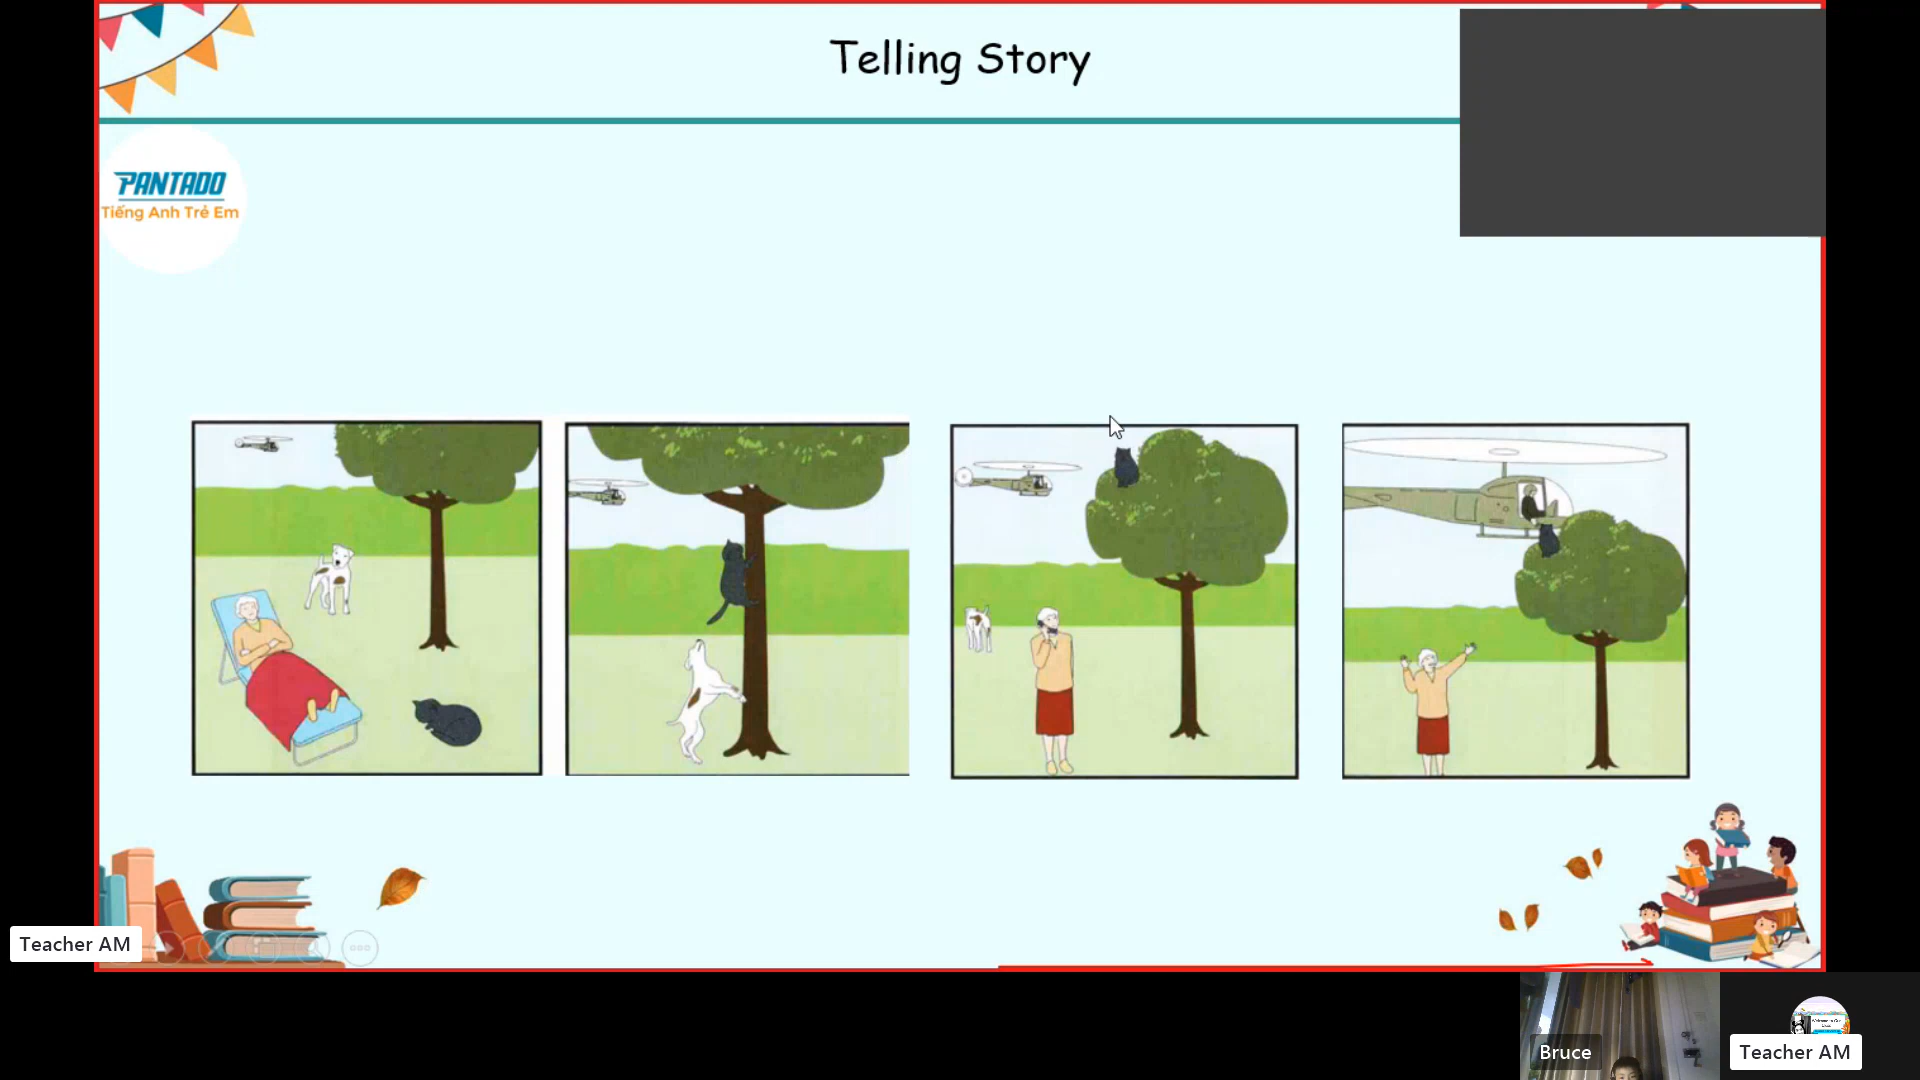 Telling Story
PANTADO
Tiếng Anh Trẻ Em
Teacher AM
Bruce
Teacher AM